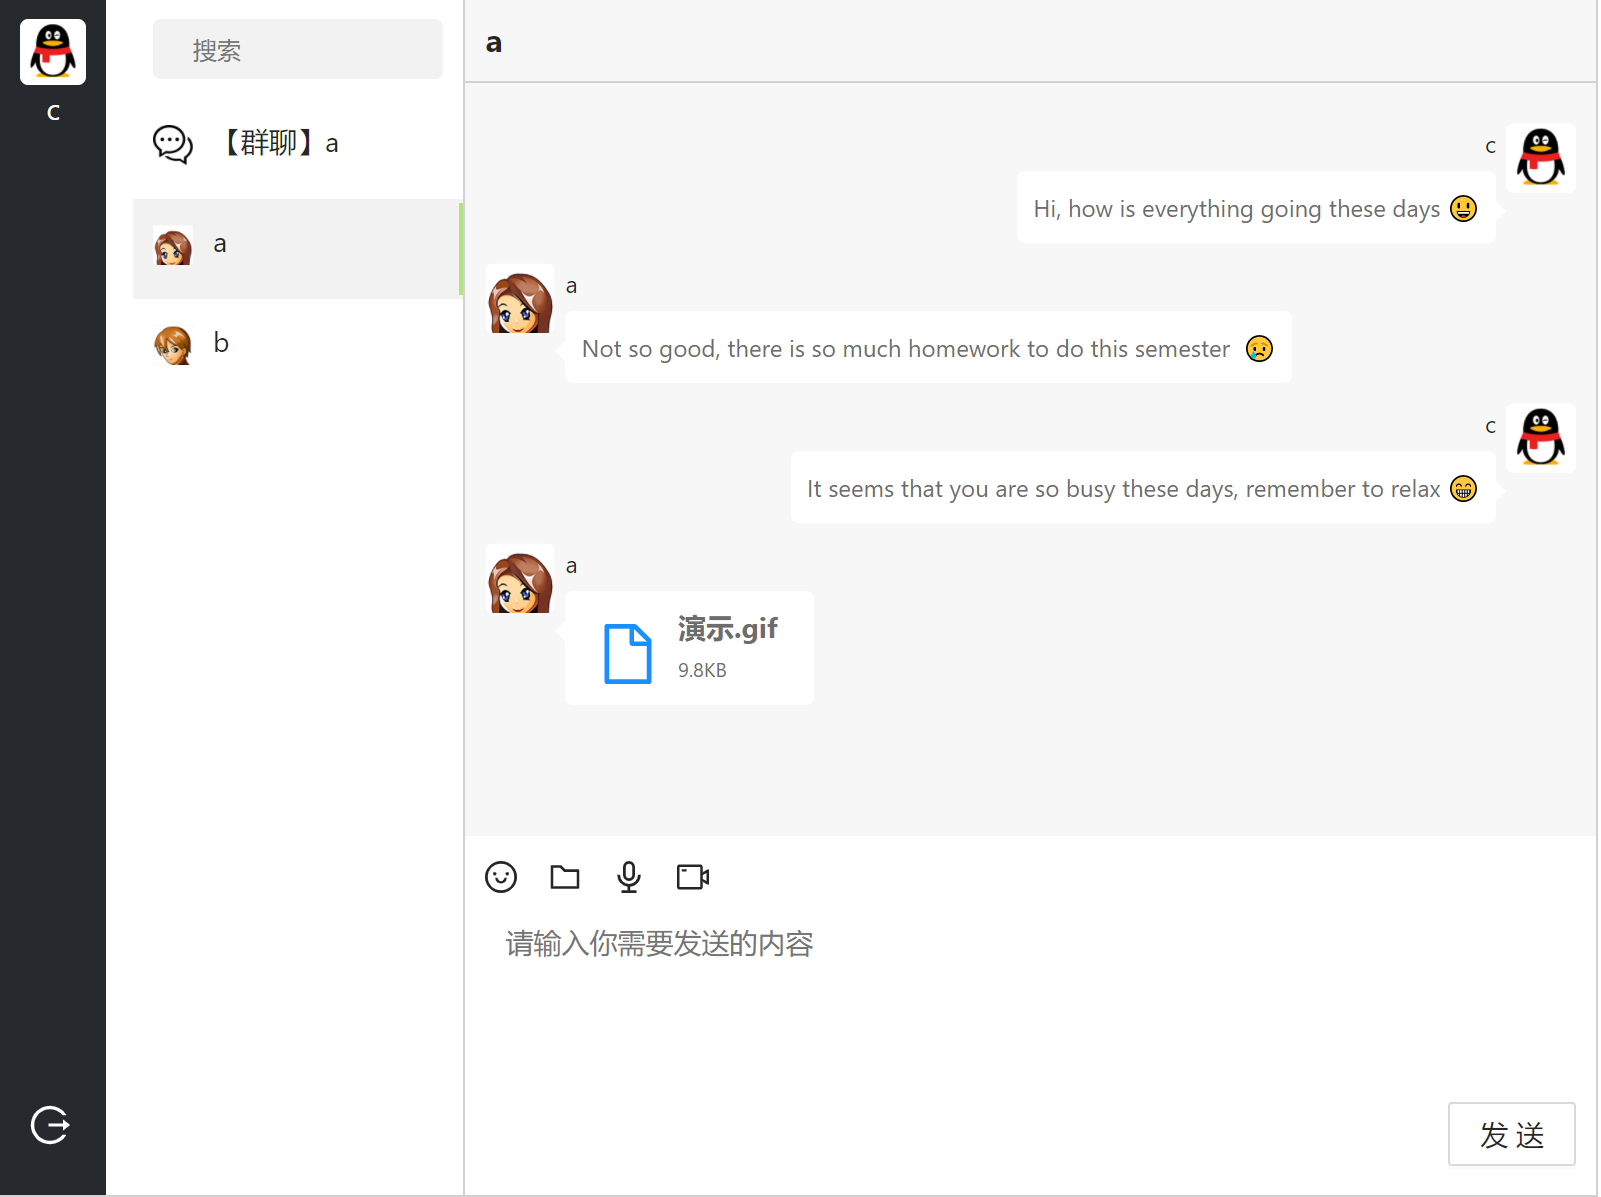 C
搜索
【群聊】a
a
b
a
c
Hi, how is everything going these days 😃
a
Not so good, there is so much homework to do this semester 😢
c
It seems that you are so busy these days, remember to relax 😁
a
演示.gif
9.8KB
请输入你需要发送的内容
发 送